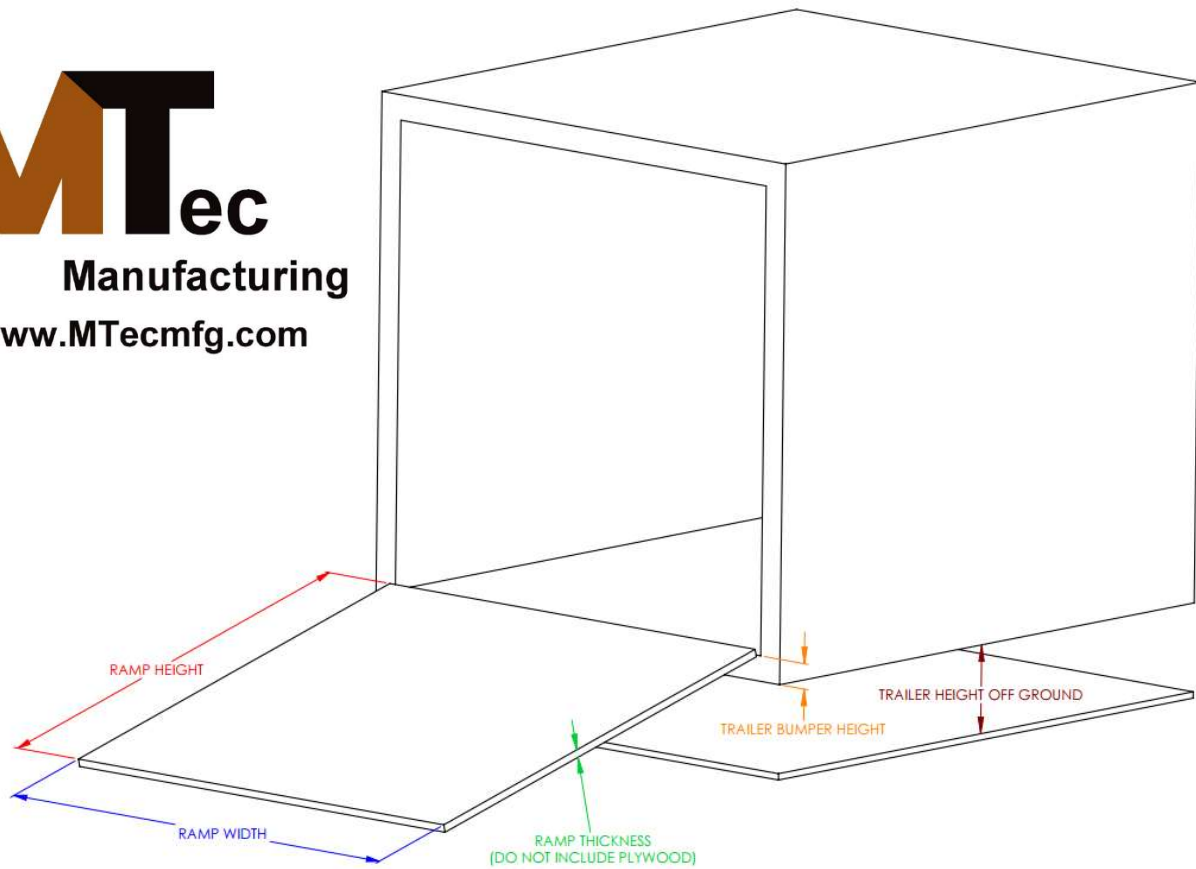 MTec
Manufacturing
ww.MTecmfg.com
RAMP HEIGHT
TRAILER HEIGHT OFF GROUND
TRAILER BUMPER HEIGHT
RAMP WIDTH
RAMP THICKNESS
(DO NOT INCLUDE PLYWOOD)